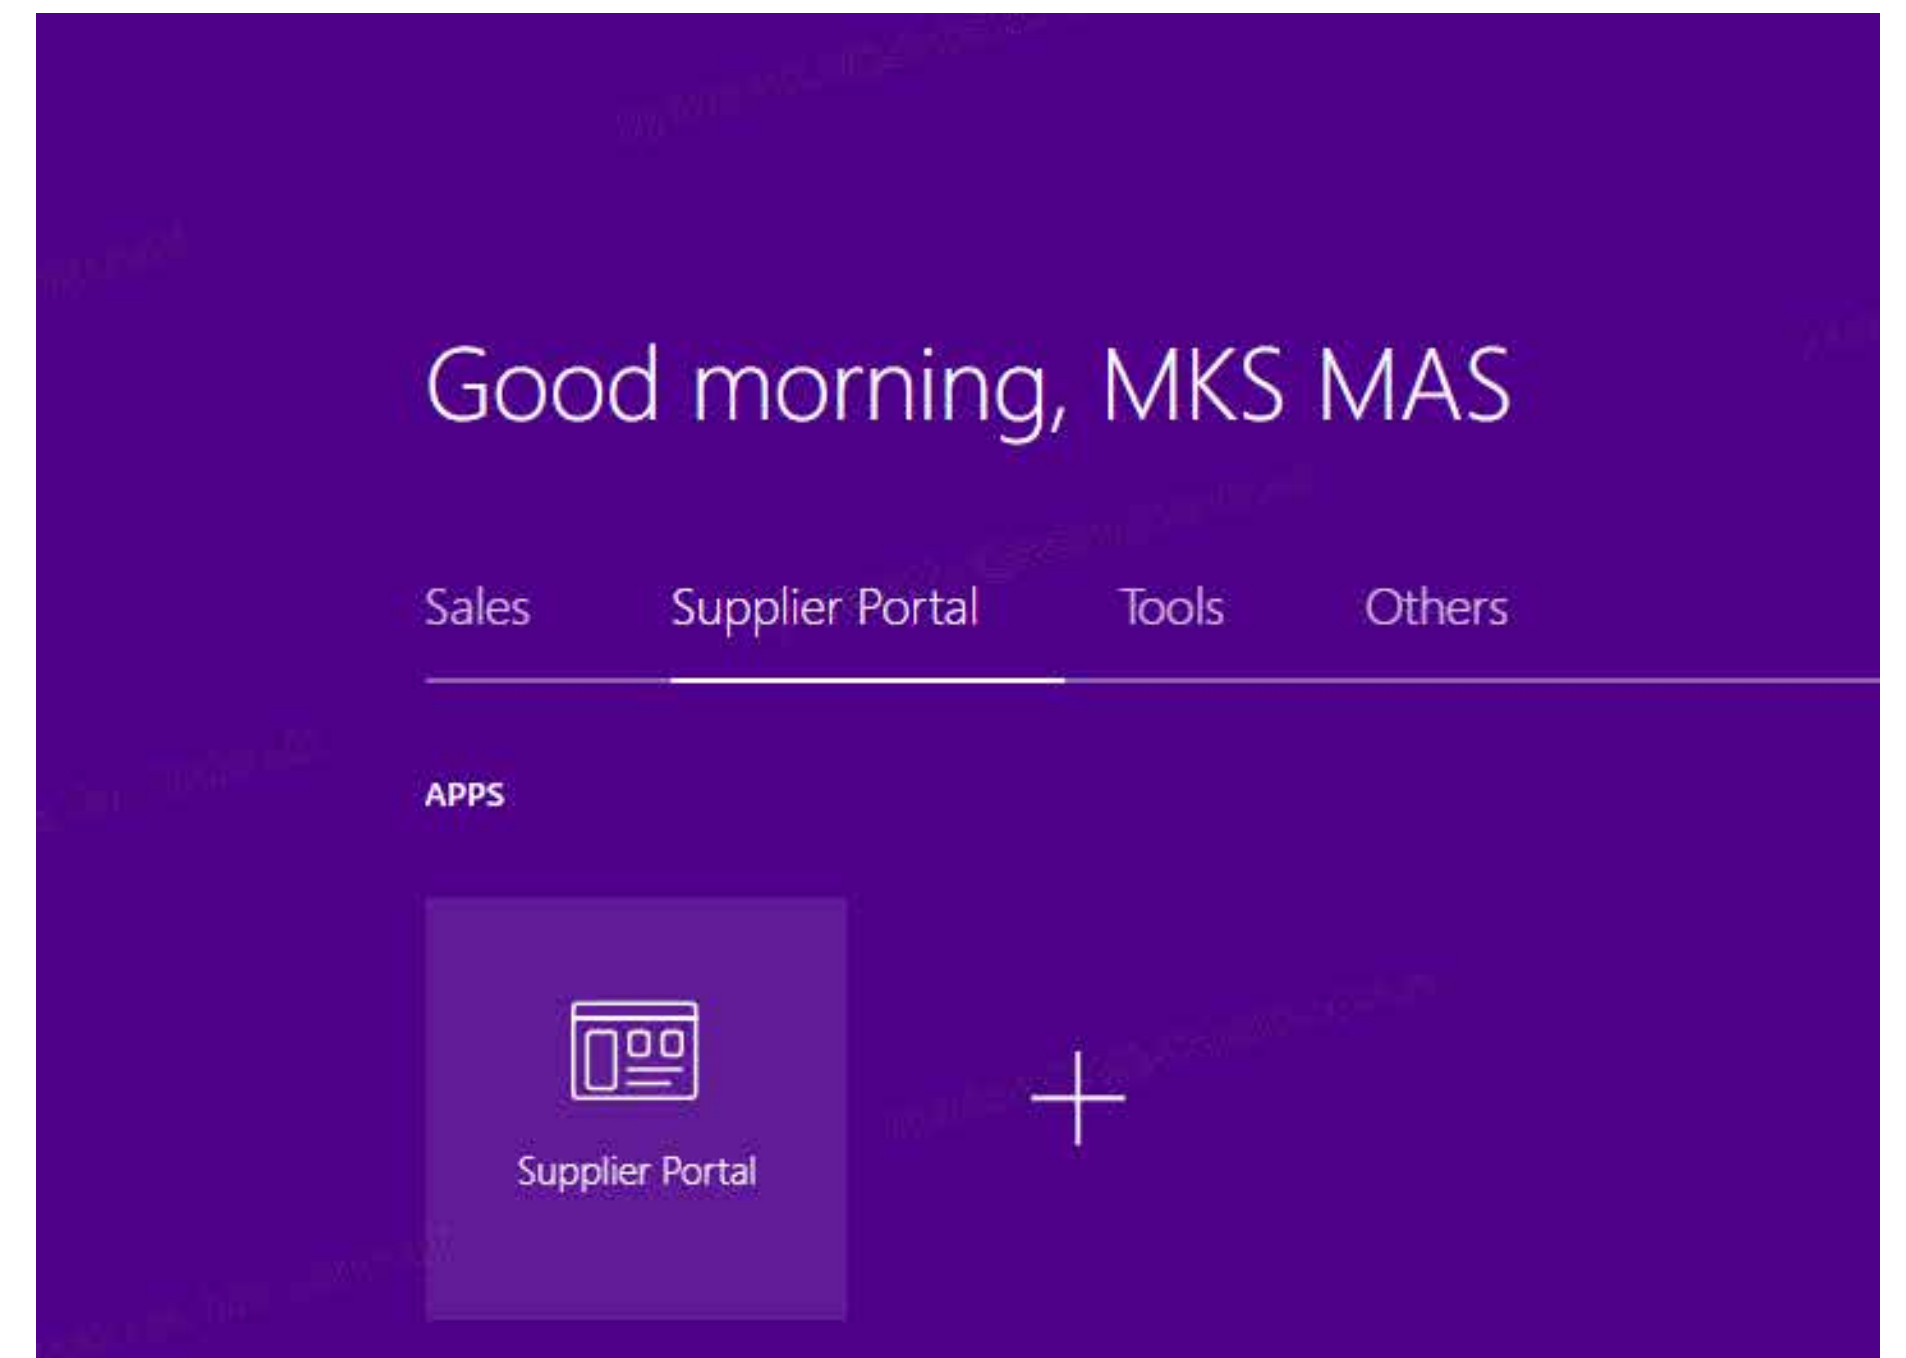 Good morning, MKS MAS
Sales Supplier Portal Tools Others
APPS
Supplier Portal